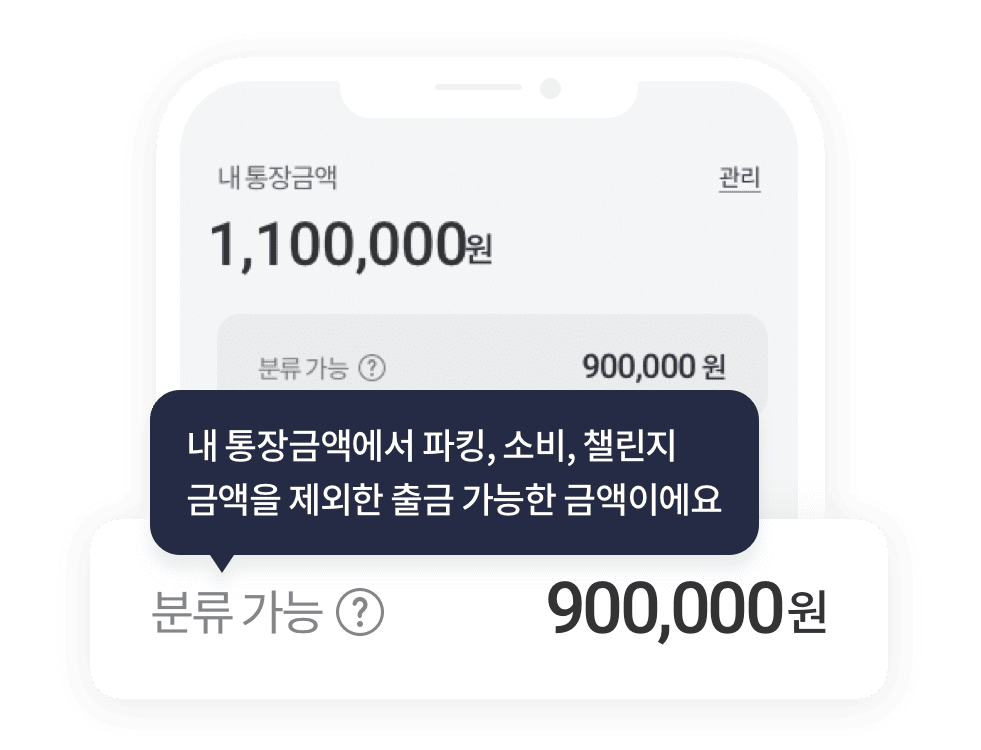 내 통장금액
관리
1,100,000원
분류 가능 ?
900,000 원
내 통장금액에서 파킹, 소비, 챌린지
금액을 제외한 출금 가능한 금액이에요
분류 가능 ?
900,000원